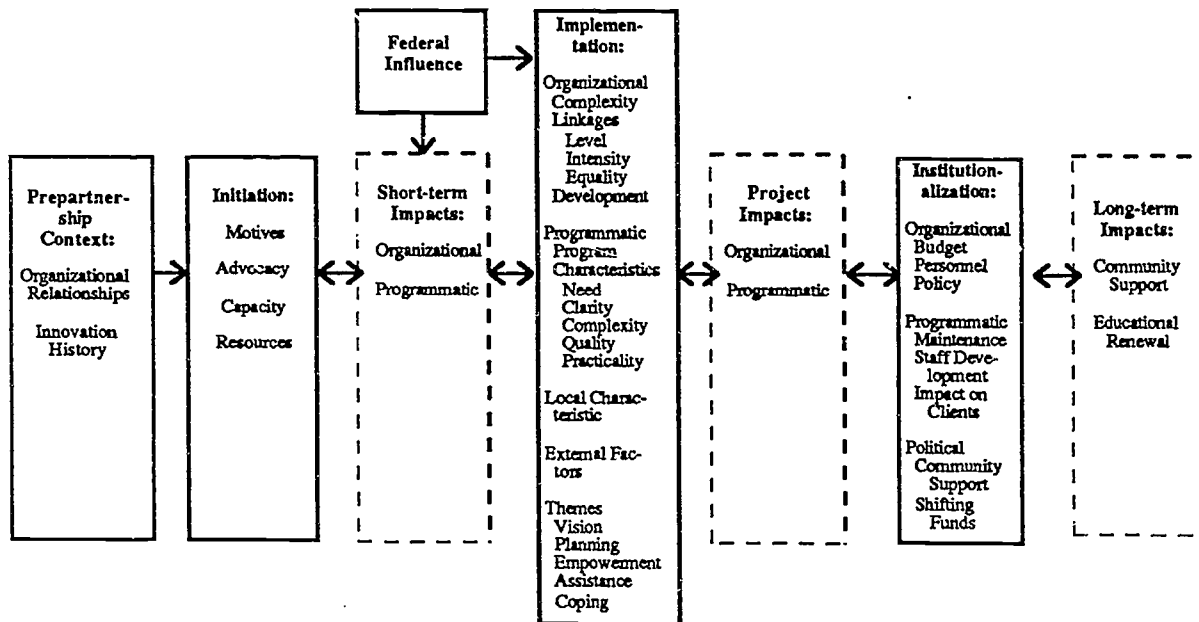 Federal
Influence
Prepartner-
ship
Context:
Organizational
Relationships
Innovation
History
Initiation:
Motives
Advocacy
Capacity
Resources
Short-term
Impacts:
Organizational
Programmatic
Implemen-
tation:
Organizational
Complexity
Linkages
Level
Intensity
Equality
Development
Programmatic
Program
Characteristics
Need
Clarity
Complexity
Quality
Practicality
Local Charac-
teristic
External Fac-
tors
Themes
Vision
Planning
Empowerment
Assistance
Coping
Project
Impacts:
Organizational
Programmatic
Institution-
alization:
Organizational
Budget
Personnel
Policy
Programmatic
Maintenance
Staff Deve-
lopment
Impact on
Clients
Political
Community
Support
Shifting
Funds
Long-term
Impacts:
Community
Support
Educational
Renewal